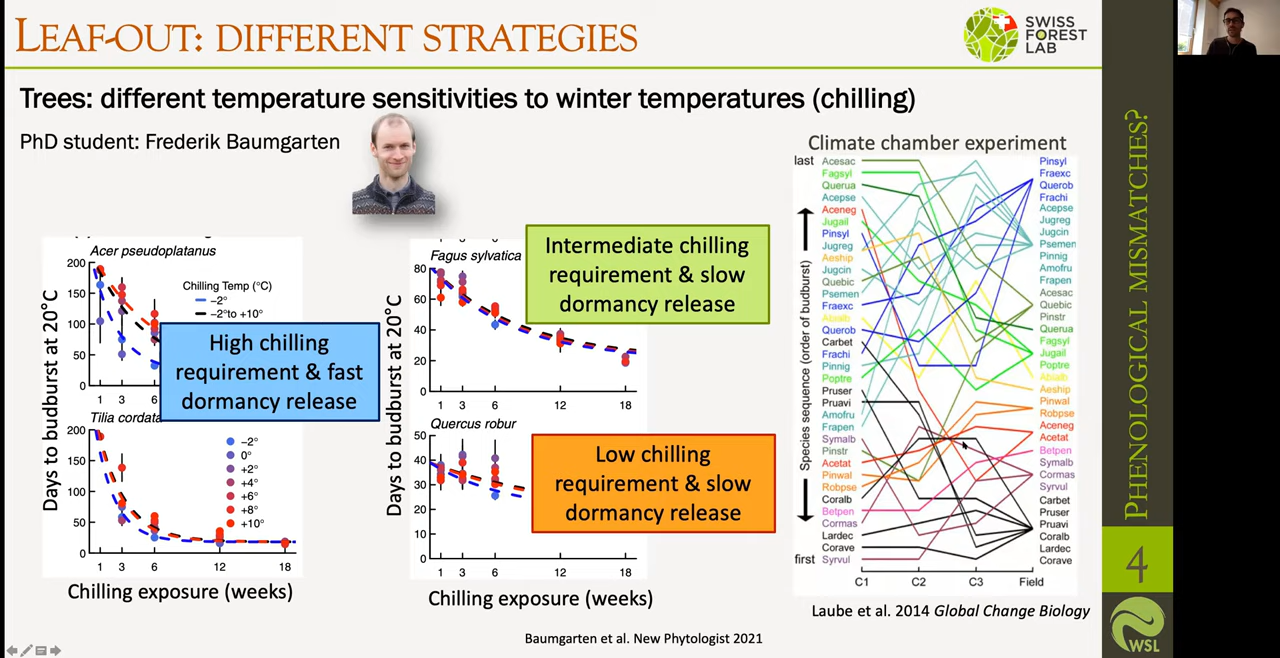 LEAF-OUT: DIFFERENT STRATEGIES
SWISS
FOREST
LAB
Trees: different temperature sensitivities to winter temperatures (chilling)
PhD student: Frederik Baumgarten
Acer pseudoplatanus
Days to budburst at 20°C
200
150
100
50
0
1 3 6
Chilling Temp (°C)
−2°
−2°to +10°
High chilling
requirement & fast
dormancy release
Tilia cordata
200
150
100
50
0
1 3 6 12 18
−2°
0°
+2°
+4°
+6°
+8°
+10°
Chilling exposure (weeks)
Fagus sylvatica
Days to budburst at 20°C
80
60
40
20
0
1 3 6 12 18
Intermediate chilling
requirement & slow
dormancy release
Quercus robur
50
40
30
20
10
0
1 3 6 12 18
Low chilling
requirement & slow
dormancy release
Chilling exposure (weeks)
Baumgarten et al. New Phytologist 2021
Climate chamber experiment
Species sequence (order of budburst)
last
first
Acesac
Fagsyl
Querua
Acepse
Aceneg
Jugail
Pinsyl
Jugreg
Aeship
Jugcin
Quebic
Psemen
Fraexc
Abialb
Querob
Carbet
Frachi
Pinnig
Poptre
Pruser
Pruavi
Amofru
Frapen
Symalb
Pinstr
Acetat
Pinwal
Robpse
Coralb
Betpen
Cormas
Lardec
Corave
Syrvul
Pinsyl
Fraexc
Querob
Frachi
Acepse
Jugreg
Jugcin
Psemen
Pinnig
Amofru
Frapen
Acesac
Quebic
Pinstr
Querua
Fagsyl
Jugail
Poptre
Abialb
Aeship
Pinwal
Robpse
Aceneg
Acetat
Betpen
Symalb
Cormas
Syrvul
Carbet
Pruser
Pruavi
Coralb
Lardec
Corave
C1 C2 C3 Field
Laube et al. 2014 Global Change Biology
PHENOLOGICAL MISMATCHES?
4
WSL